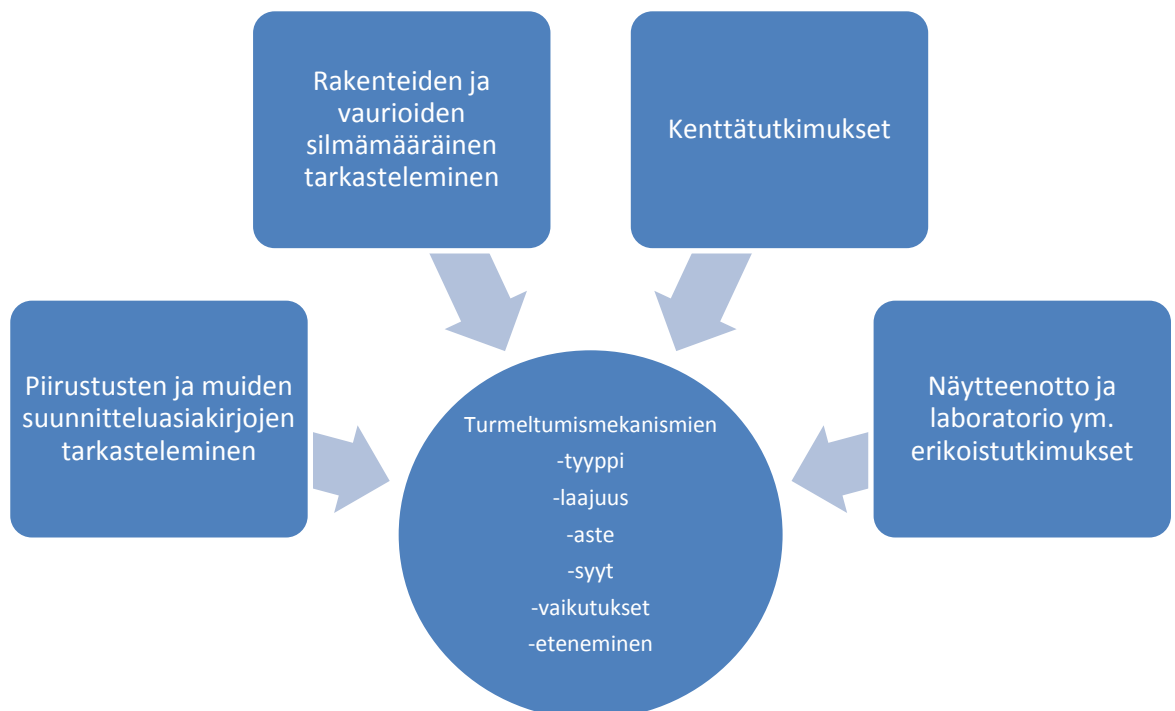 Rakenteiden ja
vaurioiden
silmämääräinen
tarkasteleminen
Kenttätutkimukset
Piirustusten ja muiden
suunnitteluasiakirjojen
tarkasteleminen
Näytteenotto ja
laboratorio ym.
erikoistutkimukset
Turmeltumismekanismien
-tyyppi
-laajuus
-aste
-syyt
-vaikutukset
-eteneminen